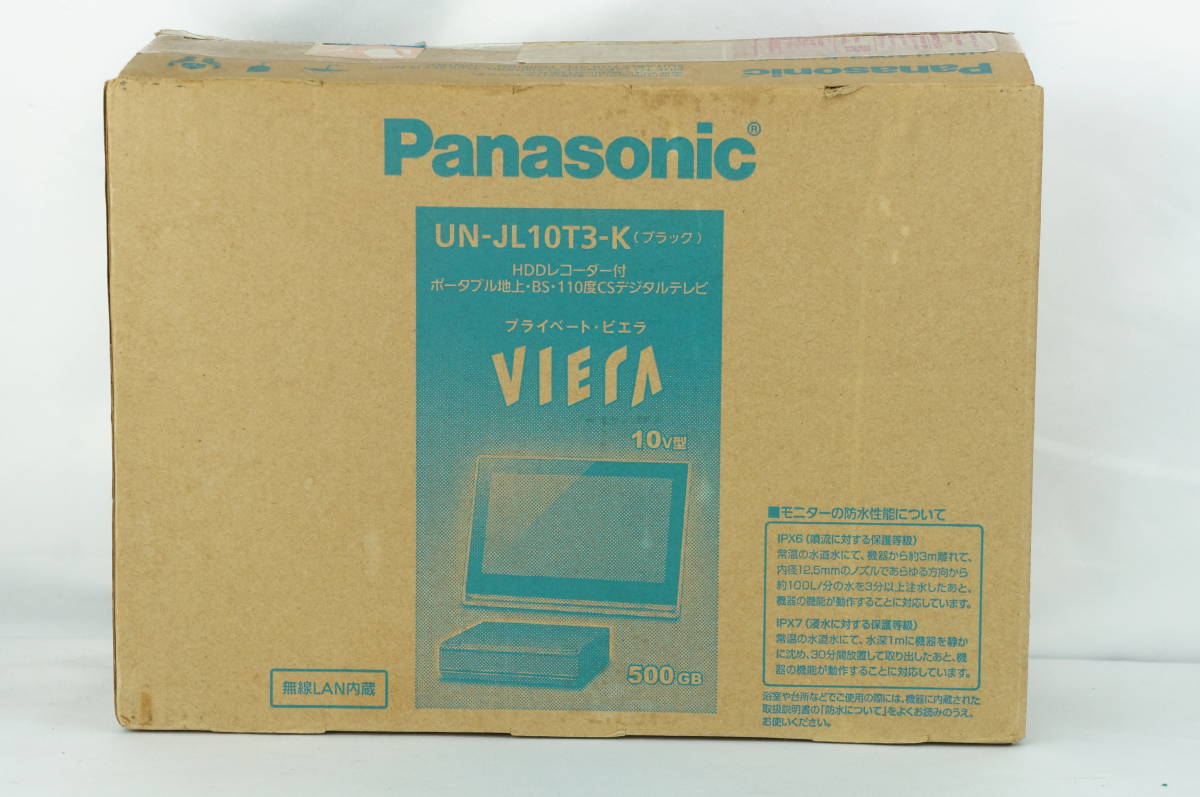 Panasonic
Panasonic®
UN-JL10T3-K（ブラック）
HDDレコーダー付
ポータブル地上・BS・110度CSデジタルテレビ
プライベート・ビエラ
VIERA
10V型
500GB
無線LAN内蔵
■モニターの防水性能について
IPX6（噴流に対する保護等級）
常温の水道水にて、機器から約3m離れて、
内径12.5mmのノズルであらゆる方向から
約100L/分の水を3分以上注水したあと、
機器の機能が動作することに対応しています。
IPX7（浸水に対する保護等級）
常温の水道水にて、水深1mに機器を静か
に沈め、30分間放置して取り出したあと、機
器の機能が動作することに対応しています。
浴室や台所などでご使用の際には、機器に内蔵された
取扱説明書の「防水について」をよくお読みのうえ、
お使いください。